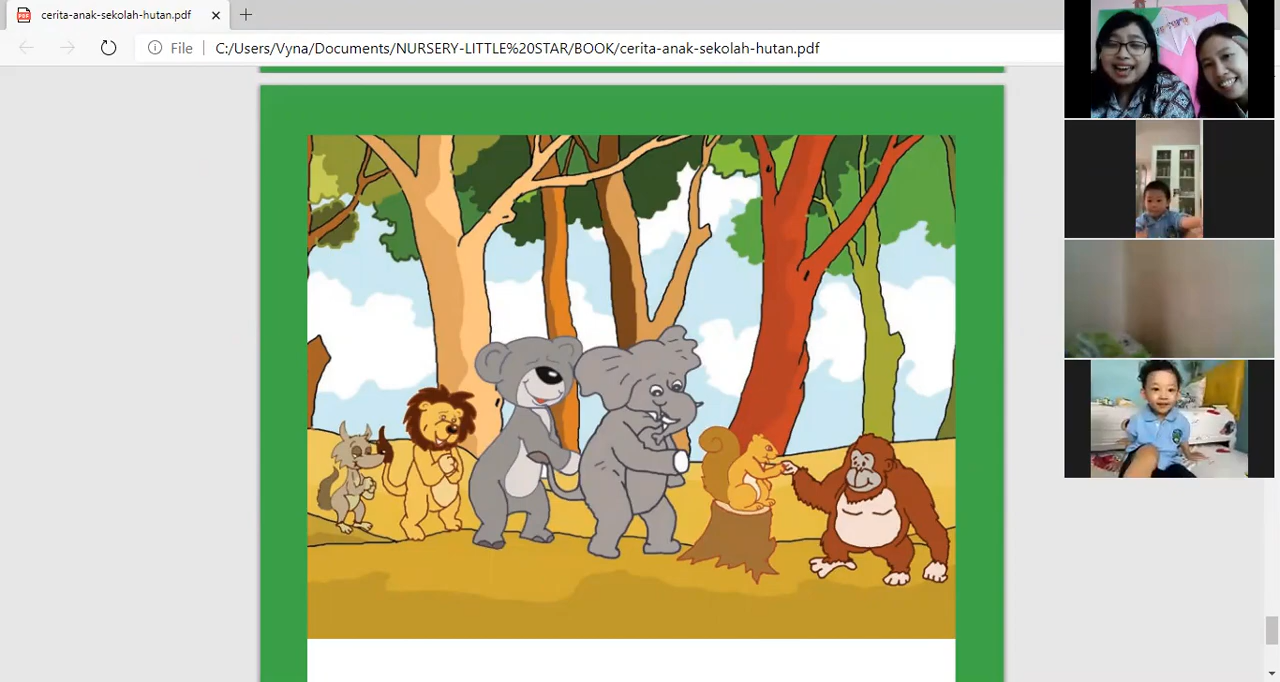 cerita-anak-sekolah-hutan.pdf
File
C:/Users/Vyna/Documents/NURSERY-LITTLE%20STAR/BOOK/cerita-anak-sekolah-hutan.pdf